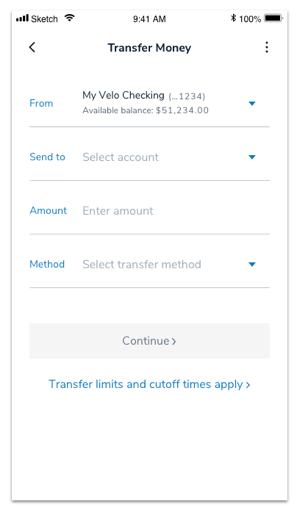 Sketch 9:41 AM 100%
Transfer Money
From My Velo Checking (...1234)
Available balance: $51,234.00
Send to Select account
Amount Enter amount
Method Select transfer method
Continue >
Transfer limits and cutoff times apply >